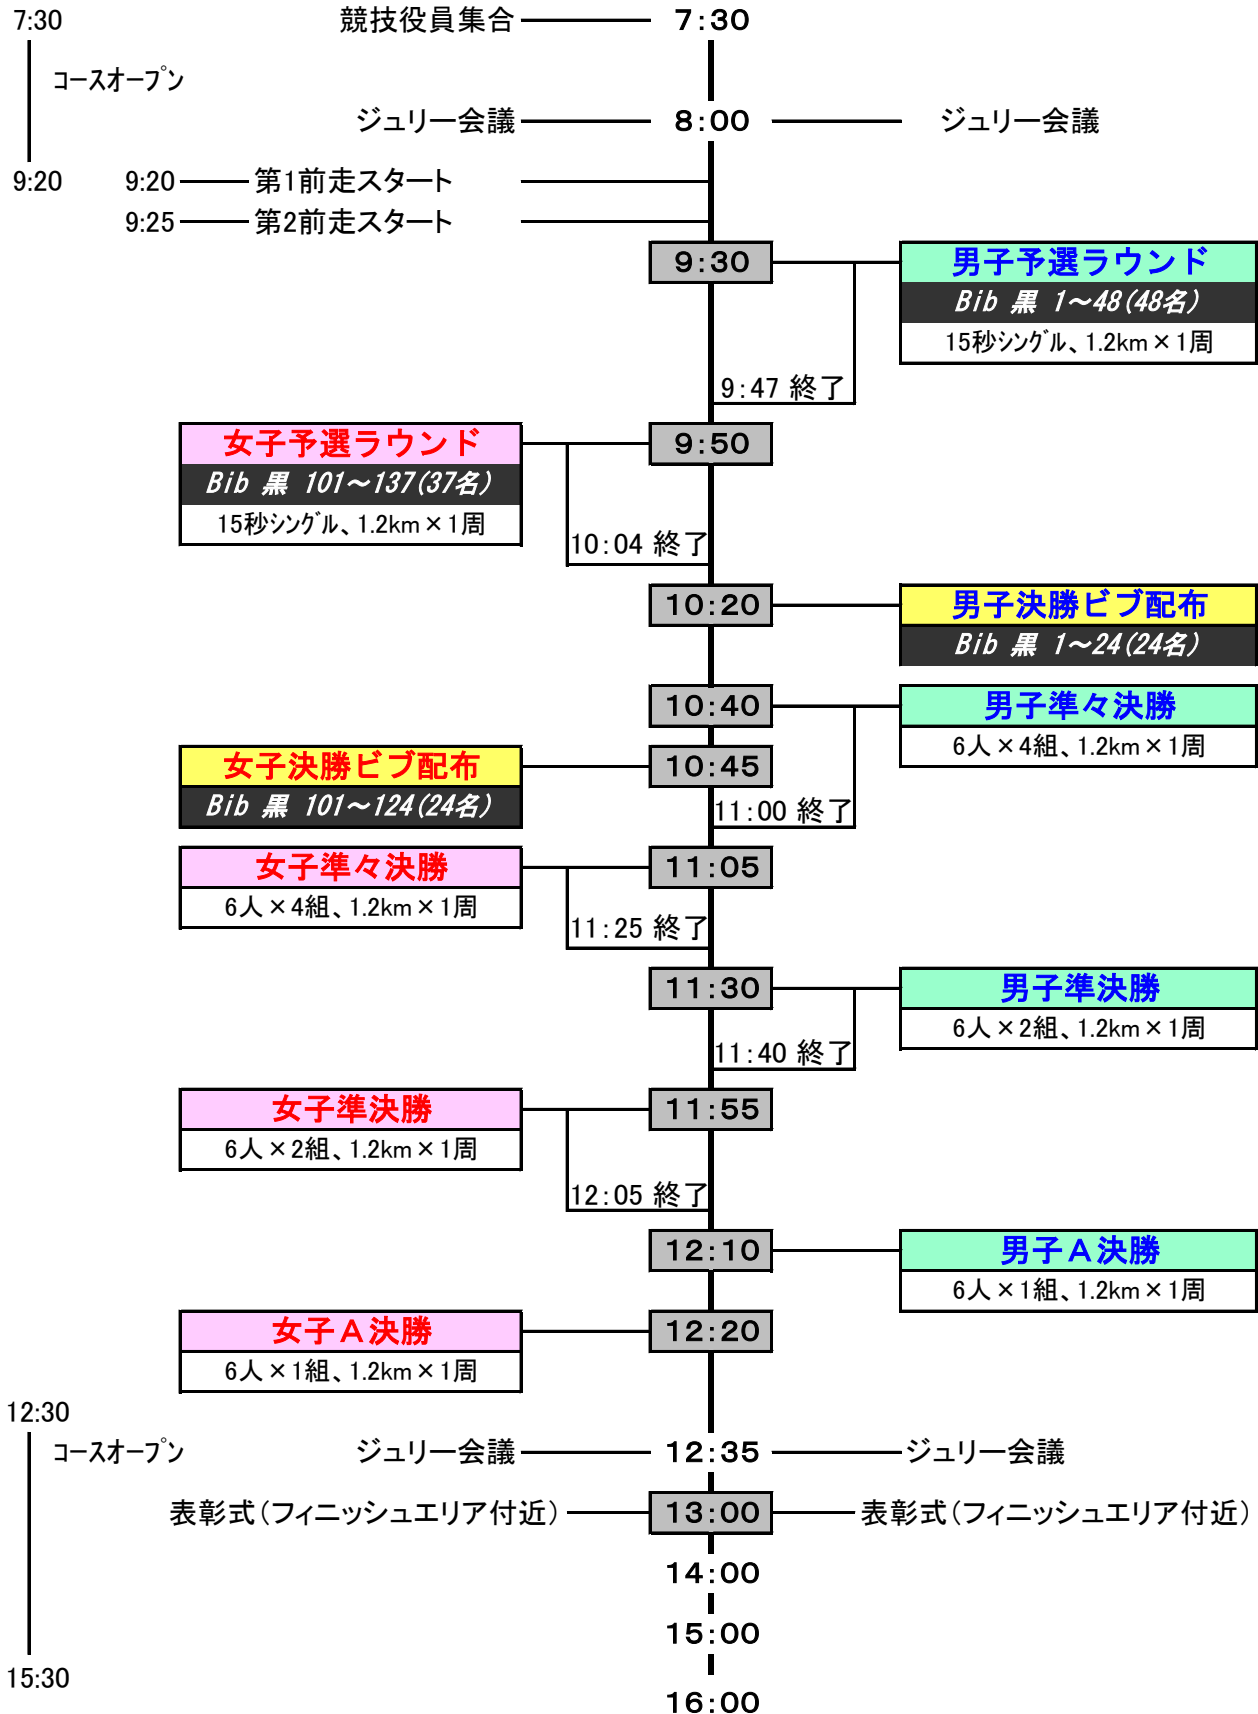 7:30
競技役員集合
7:30
コースオープン
ジュリー会議
8:00
ジュリー会議
9:20
9:20
第1前走スタート
9:25
第2前走スタート
9:30
男子予選ラウンド
Bib 黒 1～48(48名)
15秒シングル、1.2km×1周
9:47 終了
女子予選ラウンド
9:50
Bib 黒 101～137(37名)
15秒シングル、1.2km×1周
10:04 終了
10:20
男子決勝ビブ配布
Bib 黒 1～24(24名)
10:40
男子準々決勝
6人×4組、1.2km×1周
女子決勝ビブ配布
10:45
Bib 黒 101～124(24名)
11:00 終了
女子準々決勝
11:05
6人×4組、1.2km×1周
11:25 終了
11:30
男子準決勝
6人×2組、1.2km×1周
11:40 終了
女子準決勝
11:55
6人×2組、1.2km×1周
12:05 終了
12:10
男子A決勝
6人×1組、1.2km×1周
女子A決勝
12:20
6人×1組、1.2km×1周
12:30
コースオープン
ジュリー会議
12:35
ジュリー会議
表彰式(フィニッシュエリア付近)
13:00
表彰式(フィニッシュエリア付近)
14:00
15:00
15:30
16:00